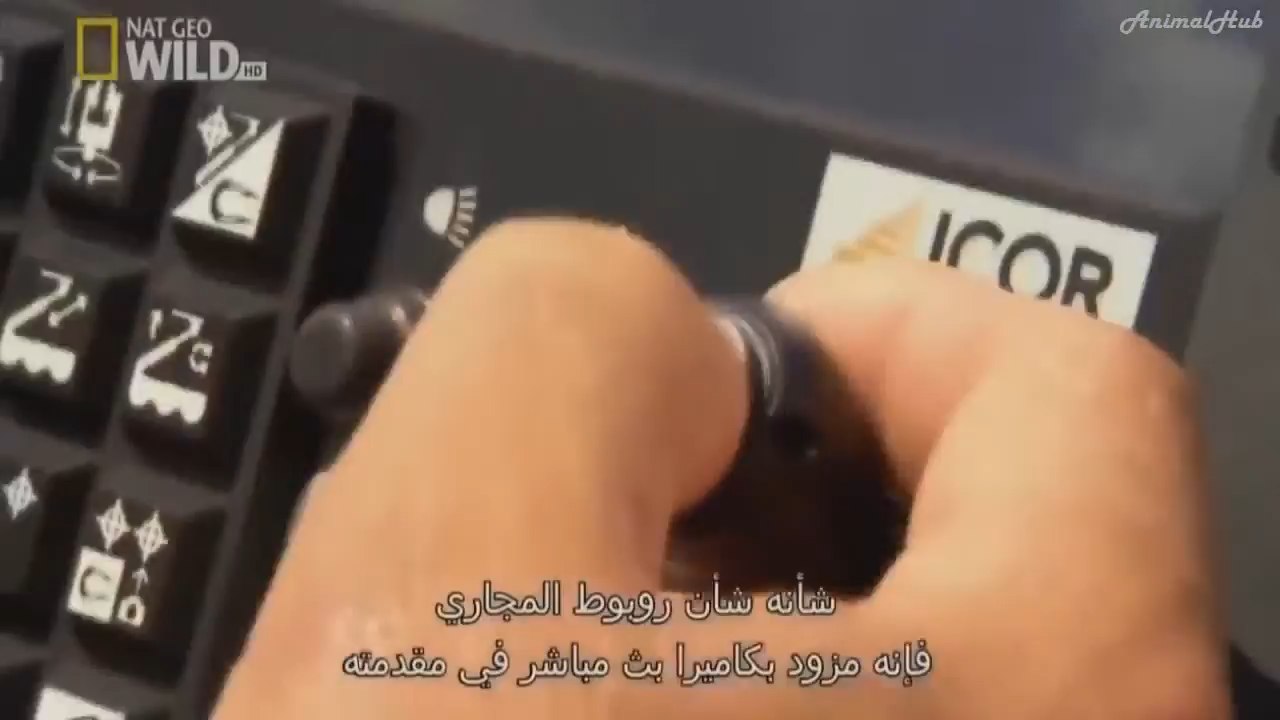 NAT GEO
WILD HD
AnimalHub
ICOR
شأنه شأن روبوط المجاري
فإنه مزود بكاميرا بث مباشر في مقدمته